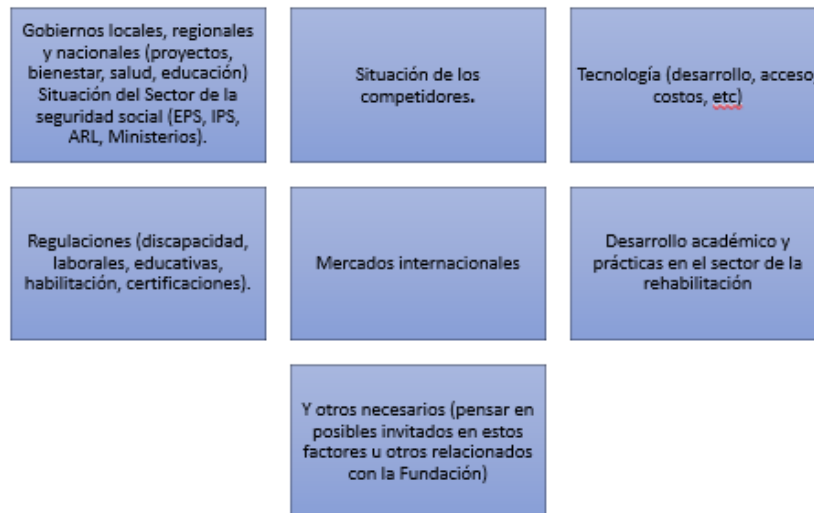 Gobiernos locales, regionales
y nacionales (proyectos,
bienestar, salud, educación)
Situación del Sector de la
seguridad social (EPS, IPS,
ARL, Ministerios).
Situación de los
competidores.
Tecnología (desarrollo, acceso,
costos, etc)
Regulaciones (discapacidad,
laborales, educativas,
habilitación, certificaciones).
Mercados internacionales
Desarrollo académico y
prácticas en el sector de la
rehabilitación
Y otros necesarios (pensar en
posibles invitados en estos
factores u otros relacionados
con la Fundación)